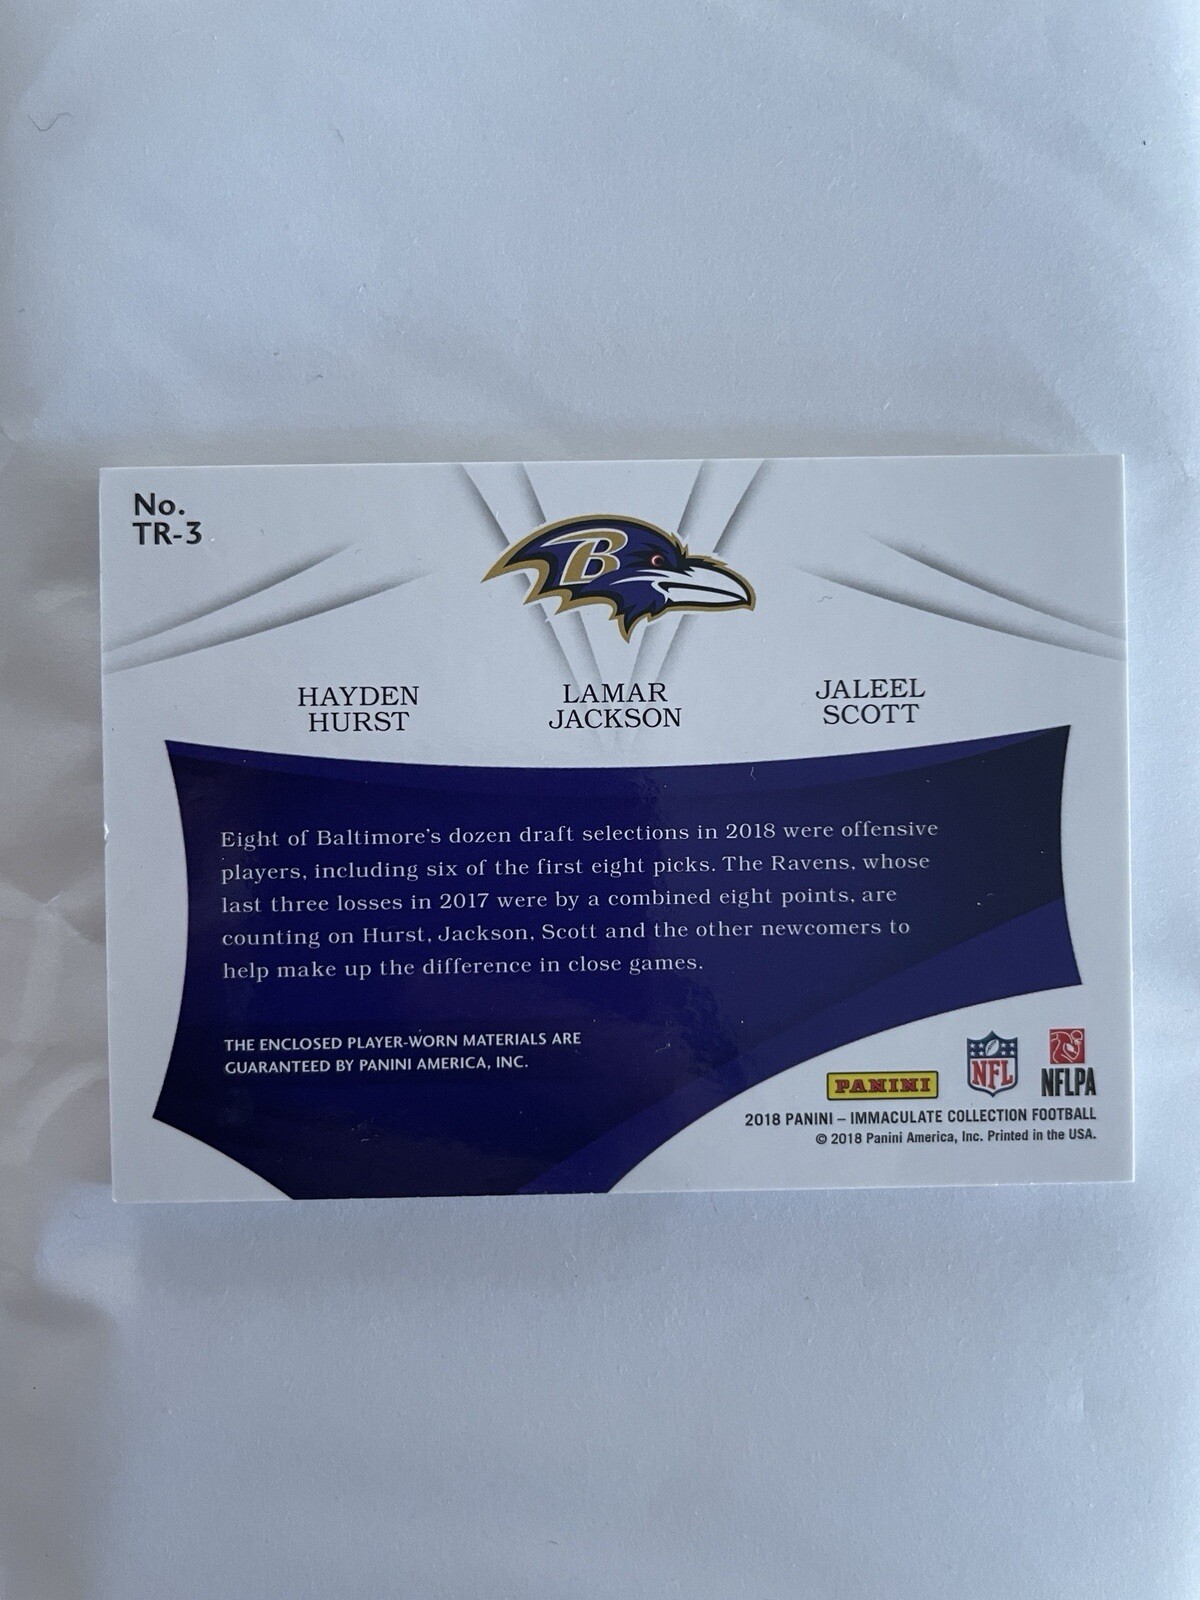 No.
TR-3
B
HAYDEN
HURST
LAMAR
JACKSON
JALEEL
SCOTT
Eight of Baltimore's dozen draft selections in 2018 were offensive
players, including six of the first eight picks. The Ravens, whose
last three losses in 2017 were by a combined eight points, are
counting on Hurst, Jackson, Scott and the other newcomers to
help make up the difference in close games.
THE ENCLOSED PLAYER-WORN MATERIALS ARE
GUARANTEED BY PANINI AMERICA, INC.
PANINI
NFL
NFLPA
2018 PANINI – IMMACULATE COLLECTION FOOTBALL
© 2018 Panini America, Inc. Printed in the USA.